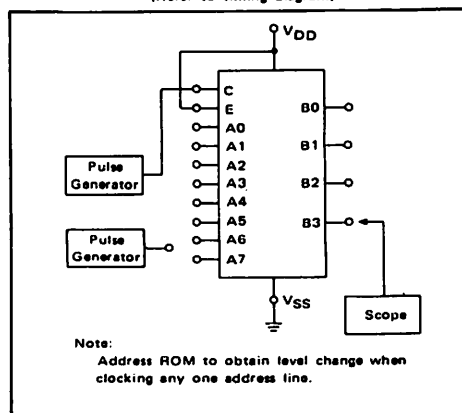 (Refer to Timing Diagram)
VDD
C
E
A0
A1
A2
A3
A4
A5
A6
A7
B0
B1
B2
B3
Pulse
Generator
Pulse
Generator
VSS
Scope
Note:
Address ROM to obtain level change when
clocking any one address line.